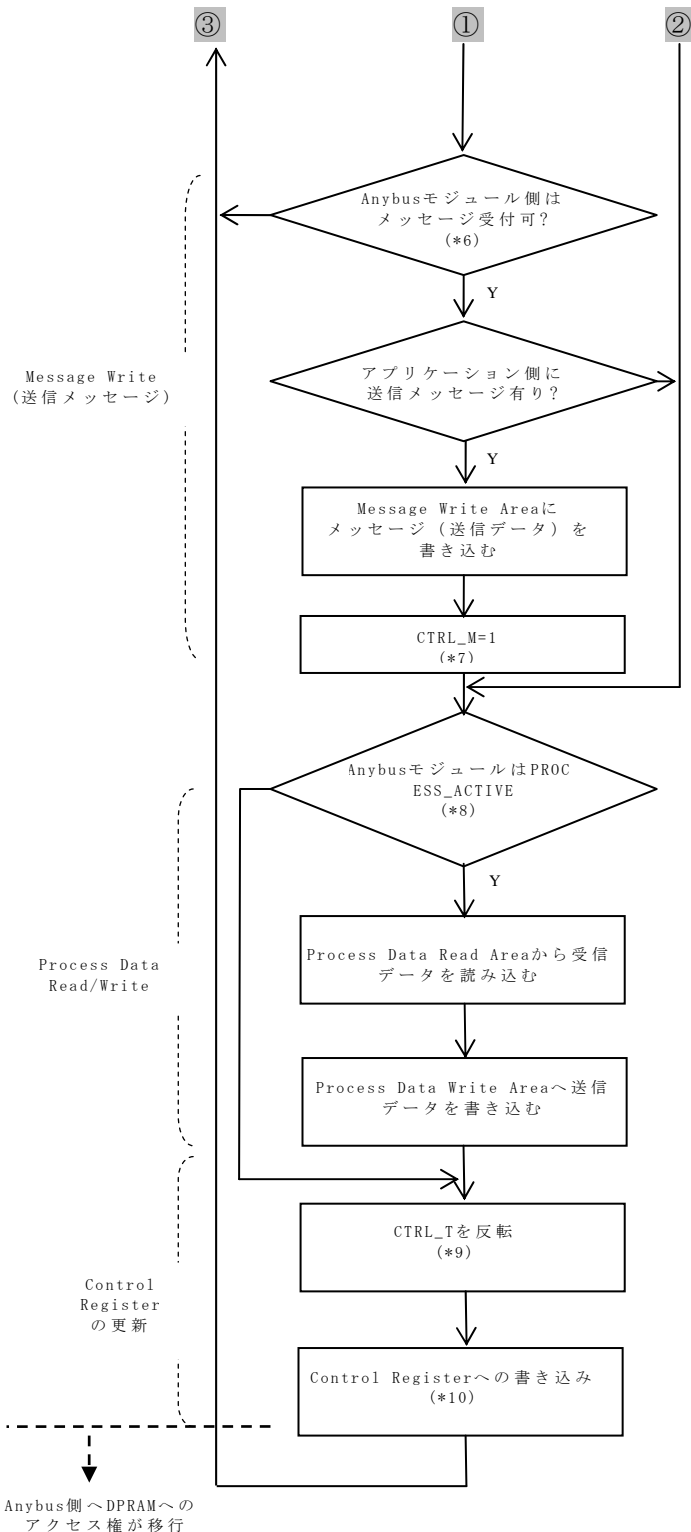 ③
①
②
Anybusモジュール側は
メッセージ受付可?
(*6)
Y
Message Write
(送信メッセージ)
アプリケーション側に
送信メッセージ有り?
Y
Message Write Areaに
メッセージ（送信データ）を
書き込む
CTRL_M=1
(*7)
AnybusモジュールはPROC
ESS_ACTIVE
(*8)
Y
Process Data
Read/Write
Process Data Read Areaから受信
データを読み込む
Process Data Write Areaへ送信
データを書き込む
CTRL_Tを反転
(*9)
Control
Register
の更新
Control Registerへの書き込み
(*10)
Anybus側へDPRAMへの
アクセス権が移行